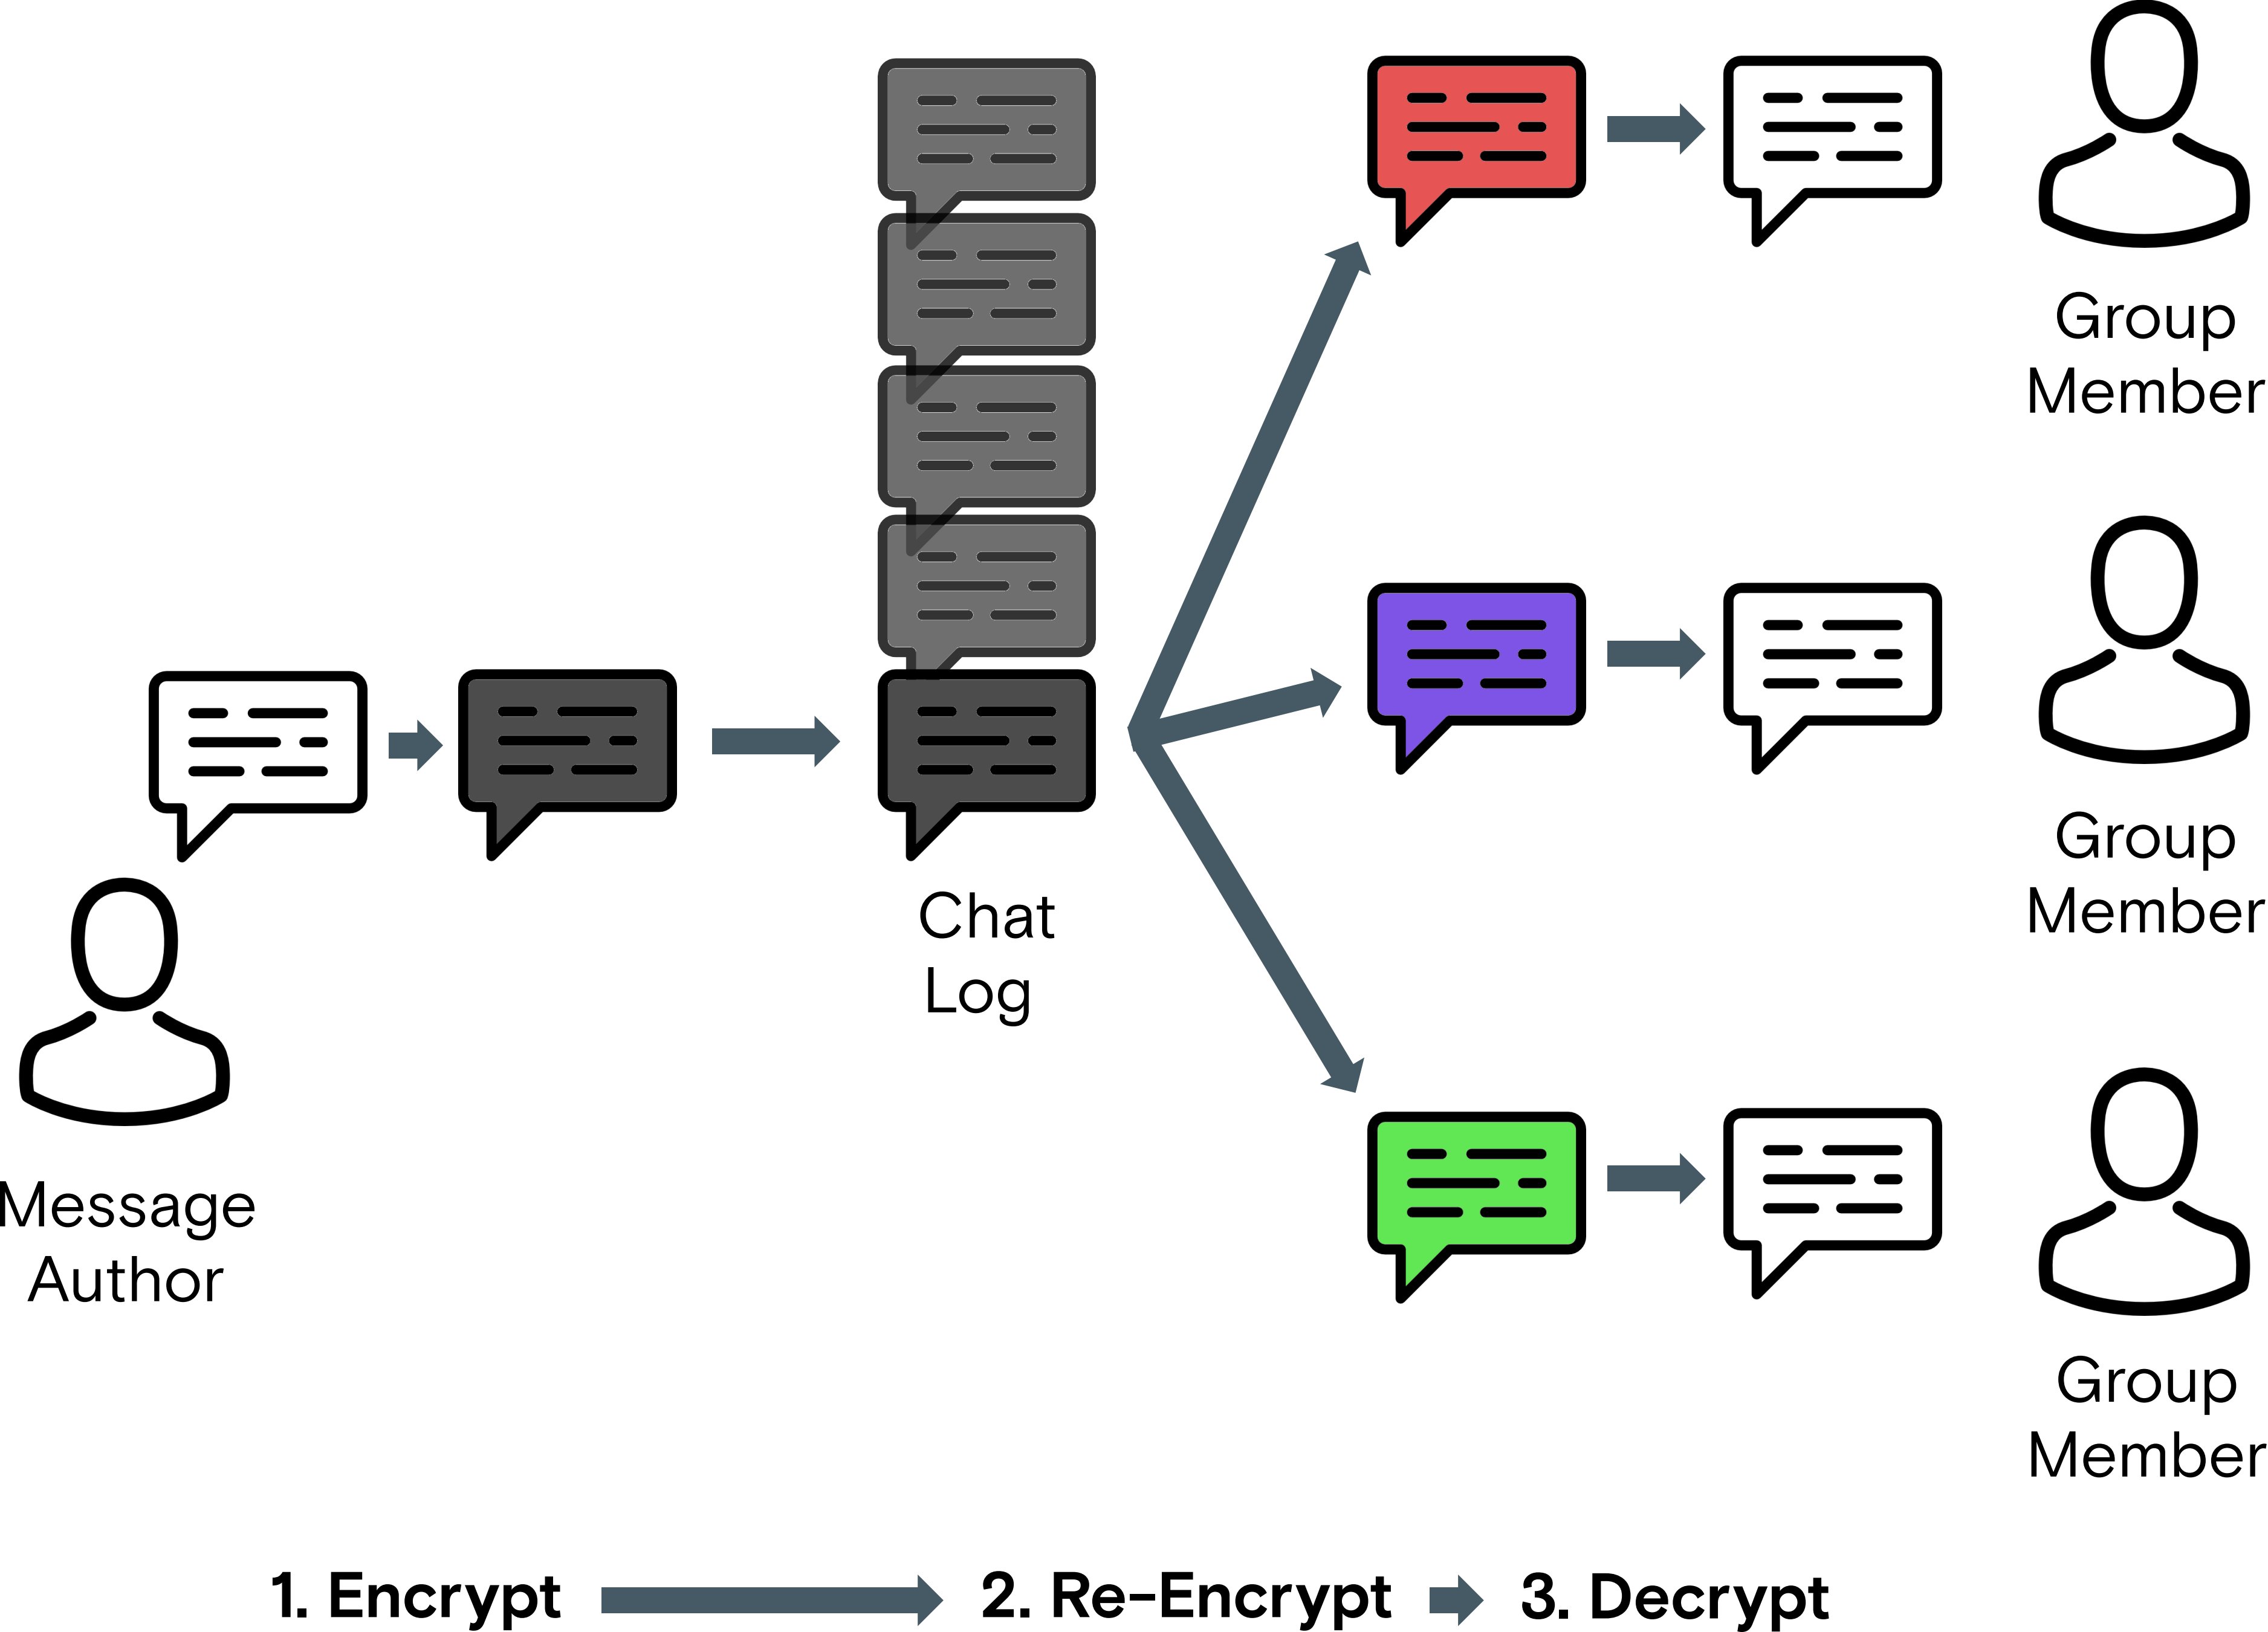 Group
Member
Group
Member
Chat
Log
Message
Author
Group
Member
1. Encrypt
2. Re-Encrypt
3. Decrypt